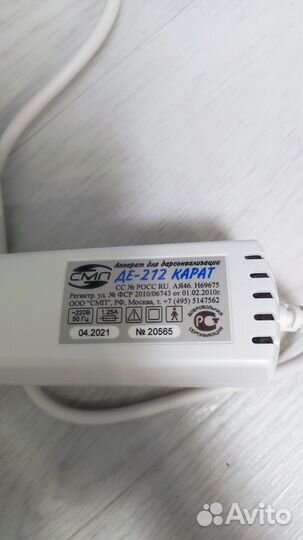 Аппарат для дарсонвализации
СМП
ДЕ-212 КАРАТ
СС № РОСС RU. АЯ46. Н69675
Регистр. уд. № ФСР 2010/06743 от 01.02.2010г.
ООО "СМП", РФ, Москва, т. +7 (495) 5147562
~220В
50 Гц
1.25А
ДОБРОВОЛЬНАЯ
СЕРТИФИКАЦИЯ
04.2021
№ 20565
Avito